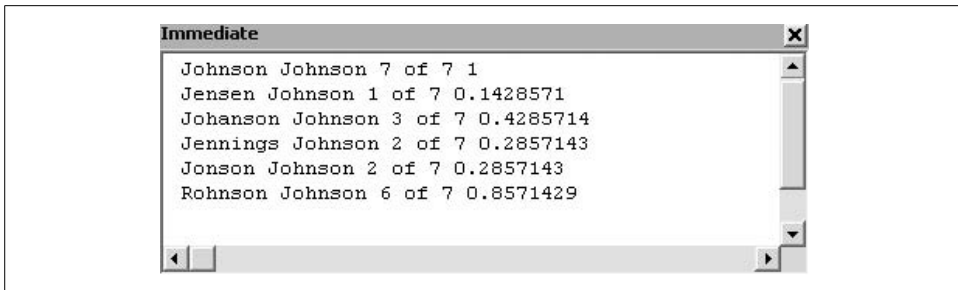 Immediate
Johnson Johnson 7 of 7 1
Jensen Johnson 1 of 7 0.1428571
Johanson Johnson 3 of 7 0.4285714
Jennings Johnson 2 of 7 0.2857143
Jonson Johnson 2 of 7 0.2857143
Rohnson Johnson 6 of 7 0.8571429